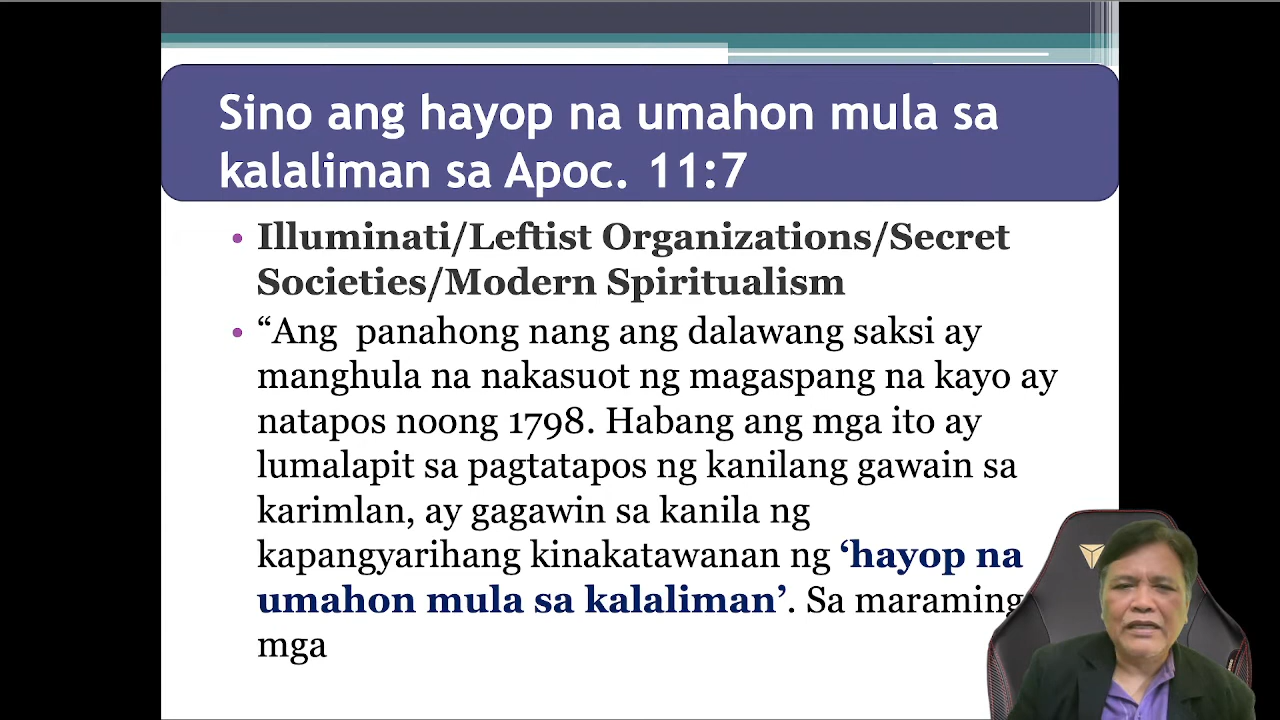 Sino ang hayop na umahon mula sa
kalaliman sa Apoc. 11:7
• Illuminati/Leftist Organizations/Secret
Societies/Modern Spiritualism
• “Ang panahong nang ang dalawang saksi ay
manghula na nakasuot ng magaspang na kayo ay
natapos noong 1798. Habang ang mga ito ay
lumalapit sa pagtatapos ng kanilang gawain sa
karimlan, ay gagawin sa kanila ng
kapangyarihang kinakatawanan ng ‘hayop na
umahon mula sa kalaliman’. Sa maraming
mga